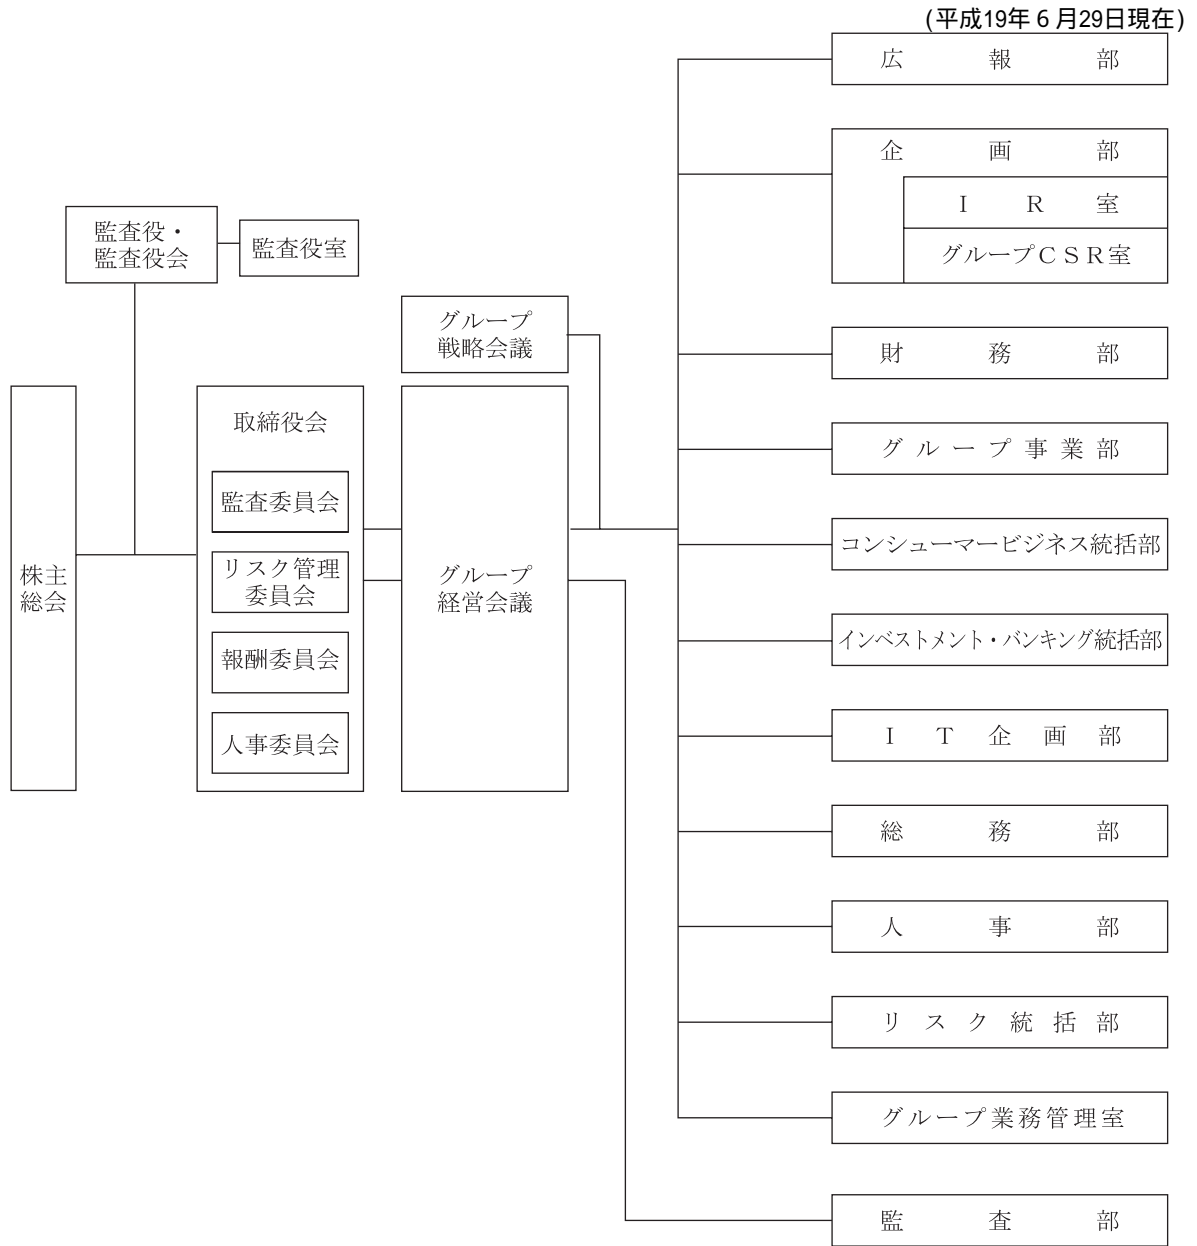 (平成19年6月29日現在)
株主
総会
監査役・
監査役会
監査役室
取締役会
監査委員会
リスク管理
委員会
報酬委員会
人事委員会
グループ
戦略会議
グループ
経営会議
広報部
企画部
IR室
グループCSR室
財務部
グループ事業部
コンシューマービジネス統括部
インベストメント・バンキング統括部
IT企画部
総務部
人事部
リスク統括部
グループ業務管理室
監査部